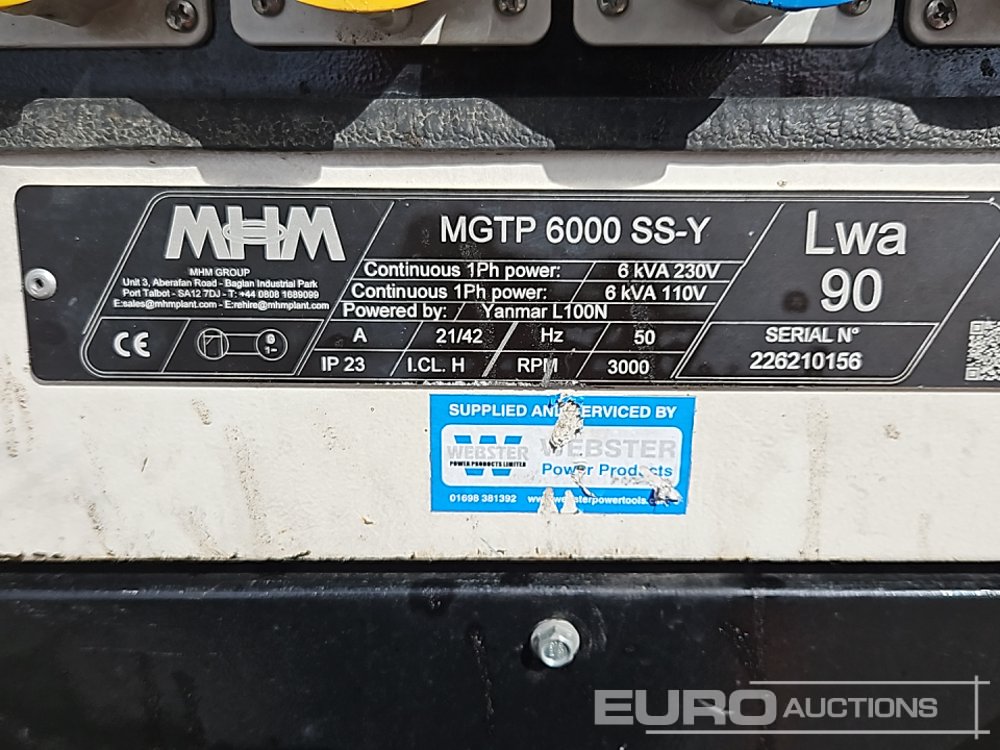 MHM
MHM GROUP
Unit 3, Aberafan Road - Baglan Industrial Park
Port Talbot - SA12 7DJ - T: +44 0808 1689099
E:sales@mhmplant.com - E:rehire@mhmplant.com
MGTP 6000 SS-Y
Continuous 1Ph power: 6 kVA 230V
Continuous 1Ph power: 6 kVA 110V
Powered by: Yanmar L100N
A 21/42 Hz 50
IP 23 I.CL. H RPM 3000
Lwa
90
SERIAL N°
226210156
CE
1~
SUPPLIED AND SERVICED BY
WEBSTER
POWER PRODUCTS LIMITED
WEBSTER
Power Products
01698 381392
EURO AUCTIONS